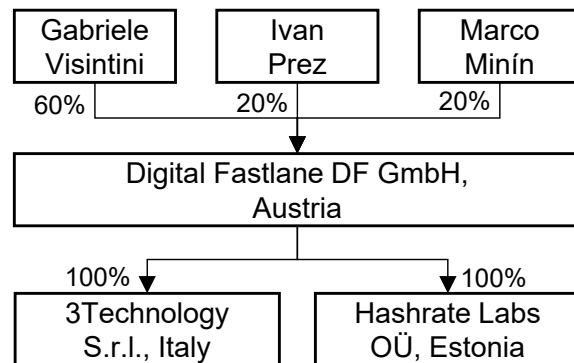 Gabriele
Visintini
Ivan
Prez
Marco
Minín
60%
20%
20%
Digital Fastlane DF GmbH,
Austria
100%
100%
3Technology
S.r.l., Italy
Hashrate Labs
OÜ, Estonia